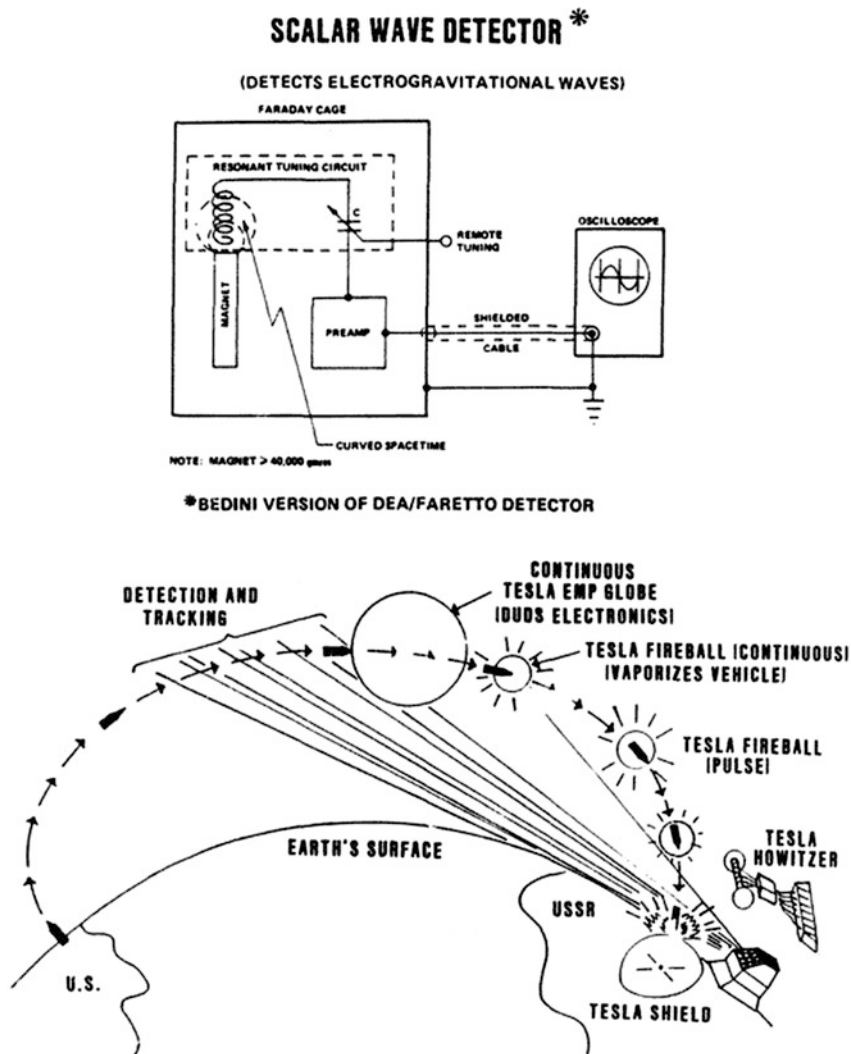 SCALAR WAVE DETECTOR *
(DETECTS ELECTROGRAVITATIONAL WAVES)
FARADAY CAGE
RESONANT TUNING CIRCUIT
C
OSCILLOSCOPE
REMOTE
TUNING
MAGNET
PREAMP
SHIELDED
CABLE
CURVED SPACETIME
NOTE: MAGNET > 40,000 gauss
*BEDINI VERSION OF DEA/FARETTO DETECTOR
DETECTION AND
TRACKING
CONTINUOUS
TESLA EMP GLOBE
[DUDS ELECTRONICS]
TESLA FIREBALL [CONTINUOUS]
[VAPORIZES VEHICLE]
TESLA FIREBALL
[PULSE]
TESLA
HOWITZER
EARTH'S SURFACE
USSR
U.S.
TESLA SHIELD